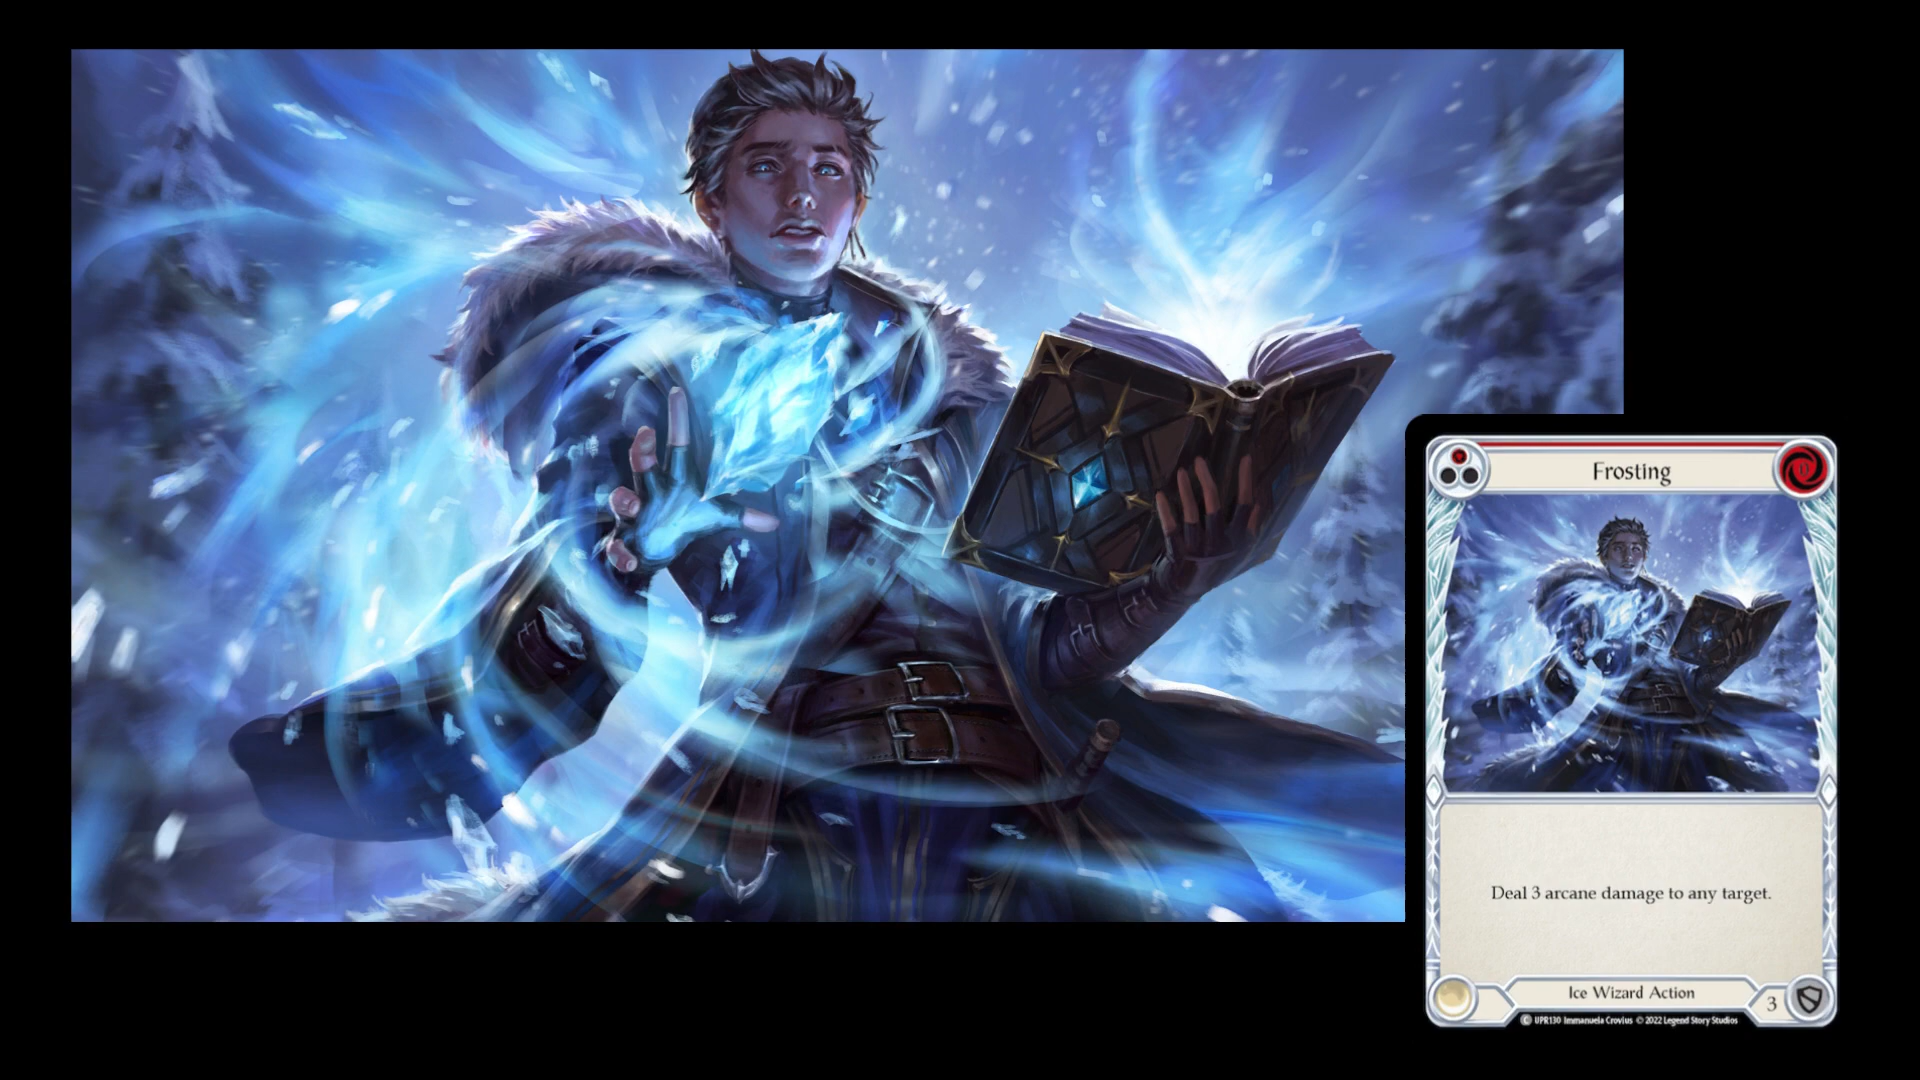 Frosting
0
Deal 3 arcane damage to any target.
Ice Wizard Action
3
C UPR130 Immanuela Crovius © 2022 Legend Story Studios